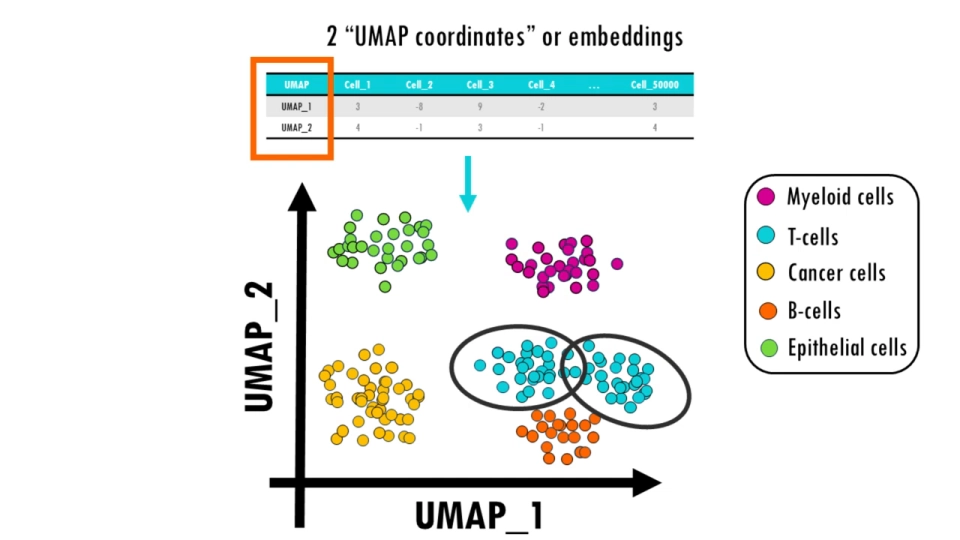 2 “UMAP coordinates” or embeddings
UMAP Cell_1 Cell_2 Cell_3 Cell_4 ... Cell_50000
UMAP_1 3 -8 9 -2 3
UMAP_2 4 -1 3 -1 4
Myeloid cells
T-cells
Cancer cells
B-cells
Epithelial cells
UMAP_2
UMAP_1